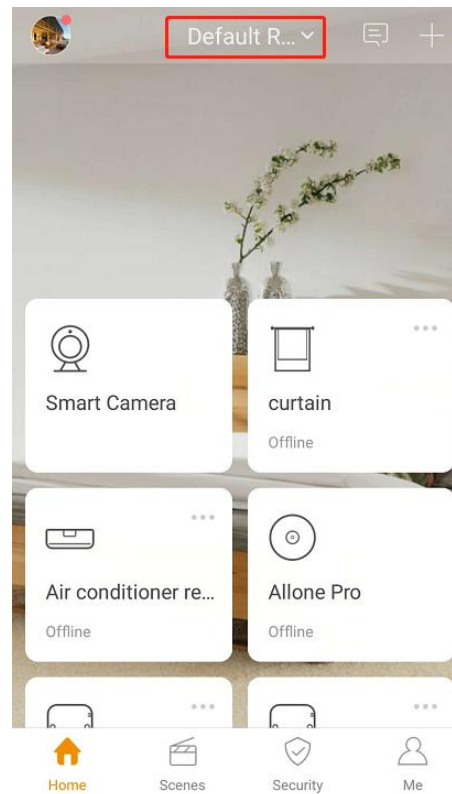 Default R...
Smart Camera
curtain
Offline
Air conditioner re...
Offline
Allone Pro
Offline
Home
Scenes
Security
Me